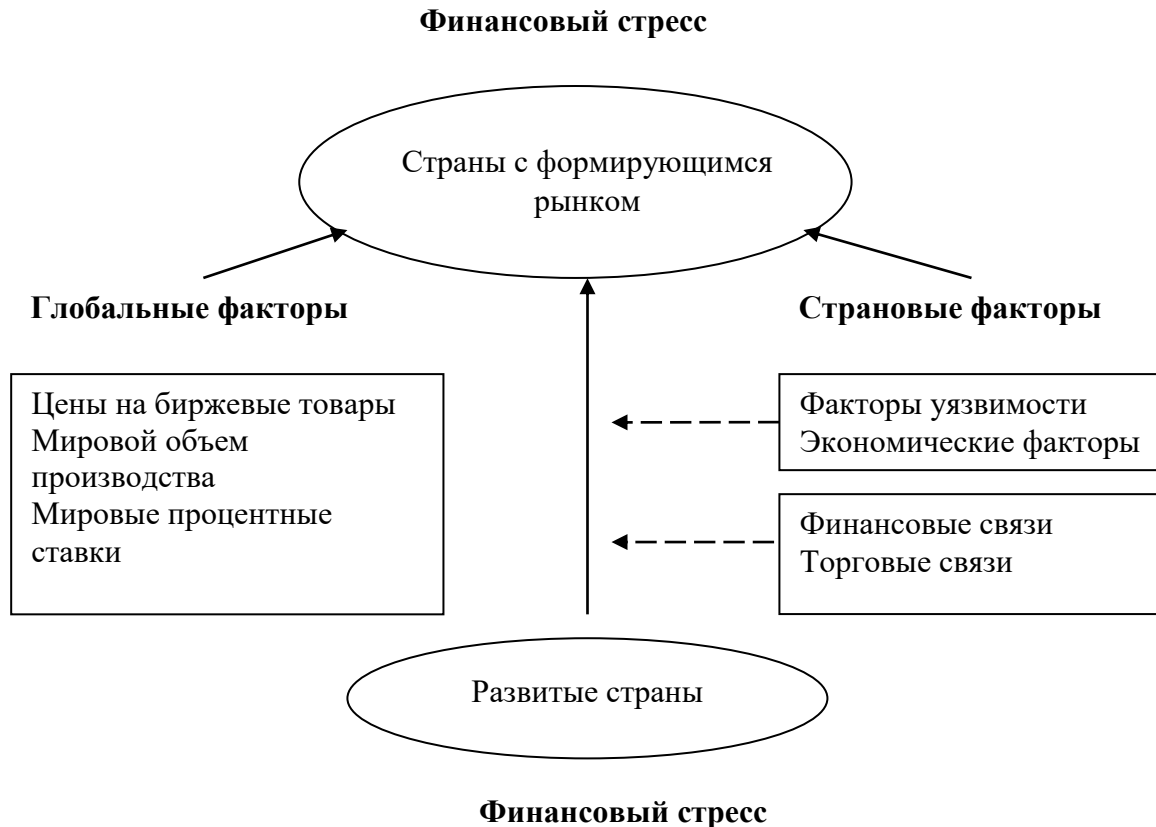 Финансовый стресс
Страны с формирующимся
рынком
Глобальные факторы
Страновые факторы
Цены на биржевые товары
Мировой объем
производства
Мировые процентные
ставки
Факторы уязвимости
Экономические факторы
Финансовые связи
Торговые связи
Развитые страны
Финансовый стресс